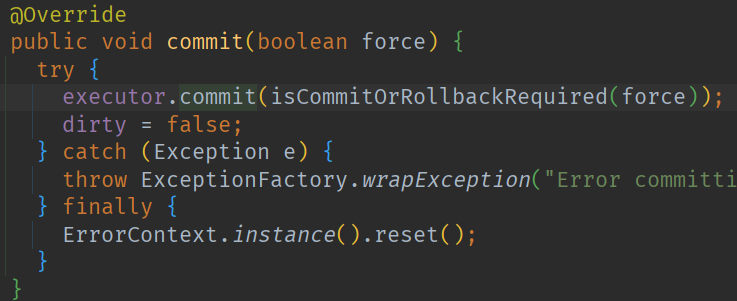 @Override
public void commit(boolean force) {
try {
executor.commit(isCommitOrRollbackRequired(force));
dirty = false;
} catch (Exception e) {
throw ExceptionFactory.wrapException("Error committi
} finally {
ErrorContext.instance().reset();
}
}